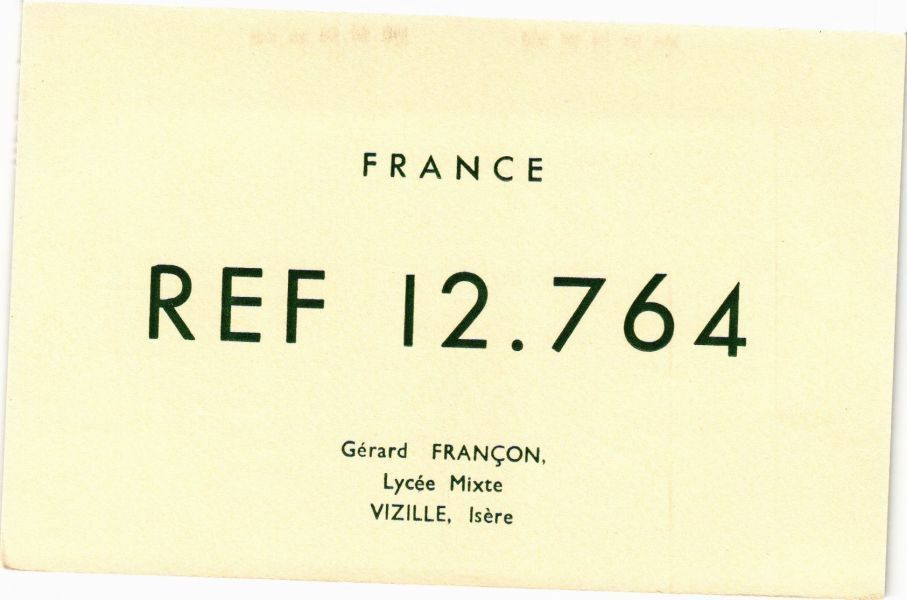 FRANCE
REF 12.764
Gérard FRANÇON,
Lycée Mixte
VIZILLE, Isère